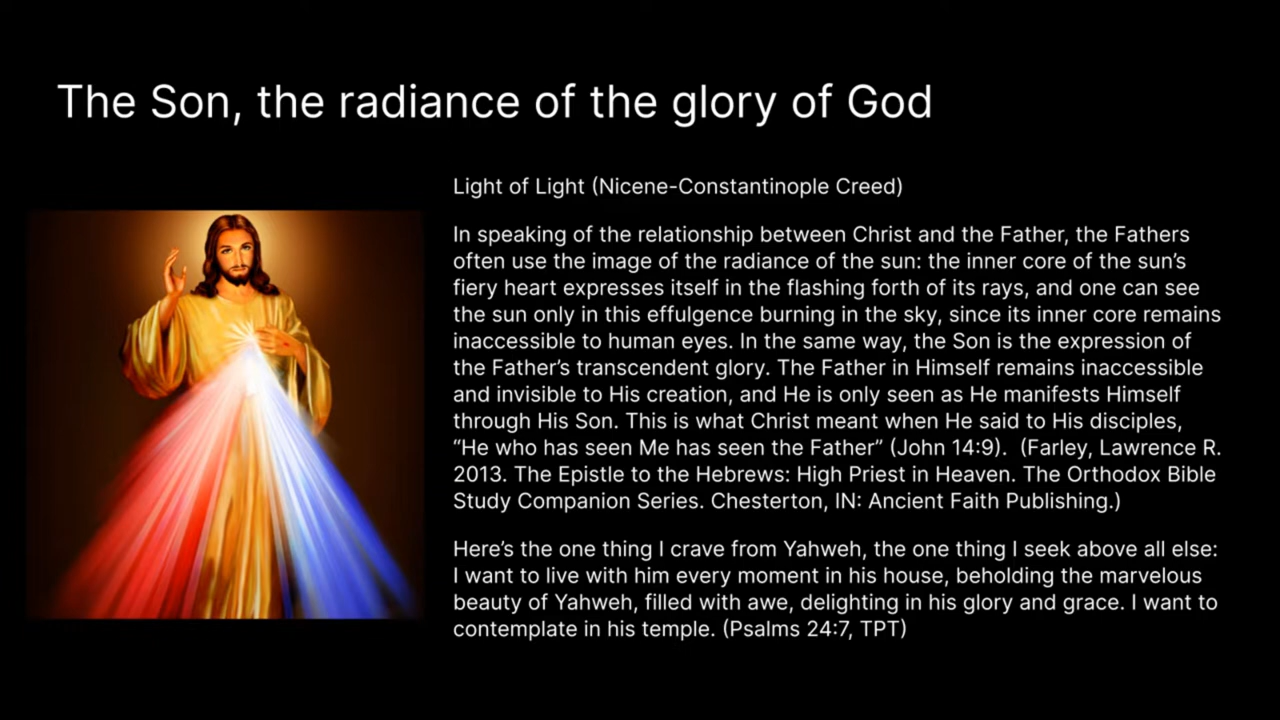 The Son, the radiance of the glory of God
Light of Light (Nicene-Constantinople Creed)
In speaking of the relationship between Christ and the Father, the Fathers
often use the image of the radiance of the sun: the inner core of the sun’s
fiery heart expresses itself in the flashing forth of its rays, and one can see
the sun only in this effulgence burning in the sky, since its inner core remains
inaccessible to human eyes. In the same way, the Son is the expression of
the Father’s transcendent glory. The Father in Himself remains inaccessible
and invisible to His creation, and He is only seen as He manifests Himself
through His Son. This is what Christ meant when He said to His disciples,
“He who has seen Me has seen the Father” (John 14:9).  (Farley, Lawrence R.
2013. The Epistle to the Hebrews: High Priest in Heaven. The Orthodox Bible
Study Companion Series. Chesterton, IN: Ancient Faith Publishing.)
Here’s the one thing I crave from Yahweh, the one thing I seek above all else:
I want to live with him every moment in his house, beholding the marvelous
beauty of Yahweh, filled with awe, delighting in his glory and grace. I want to
contemplate in his temple. (Psalms 24:7, TPT)